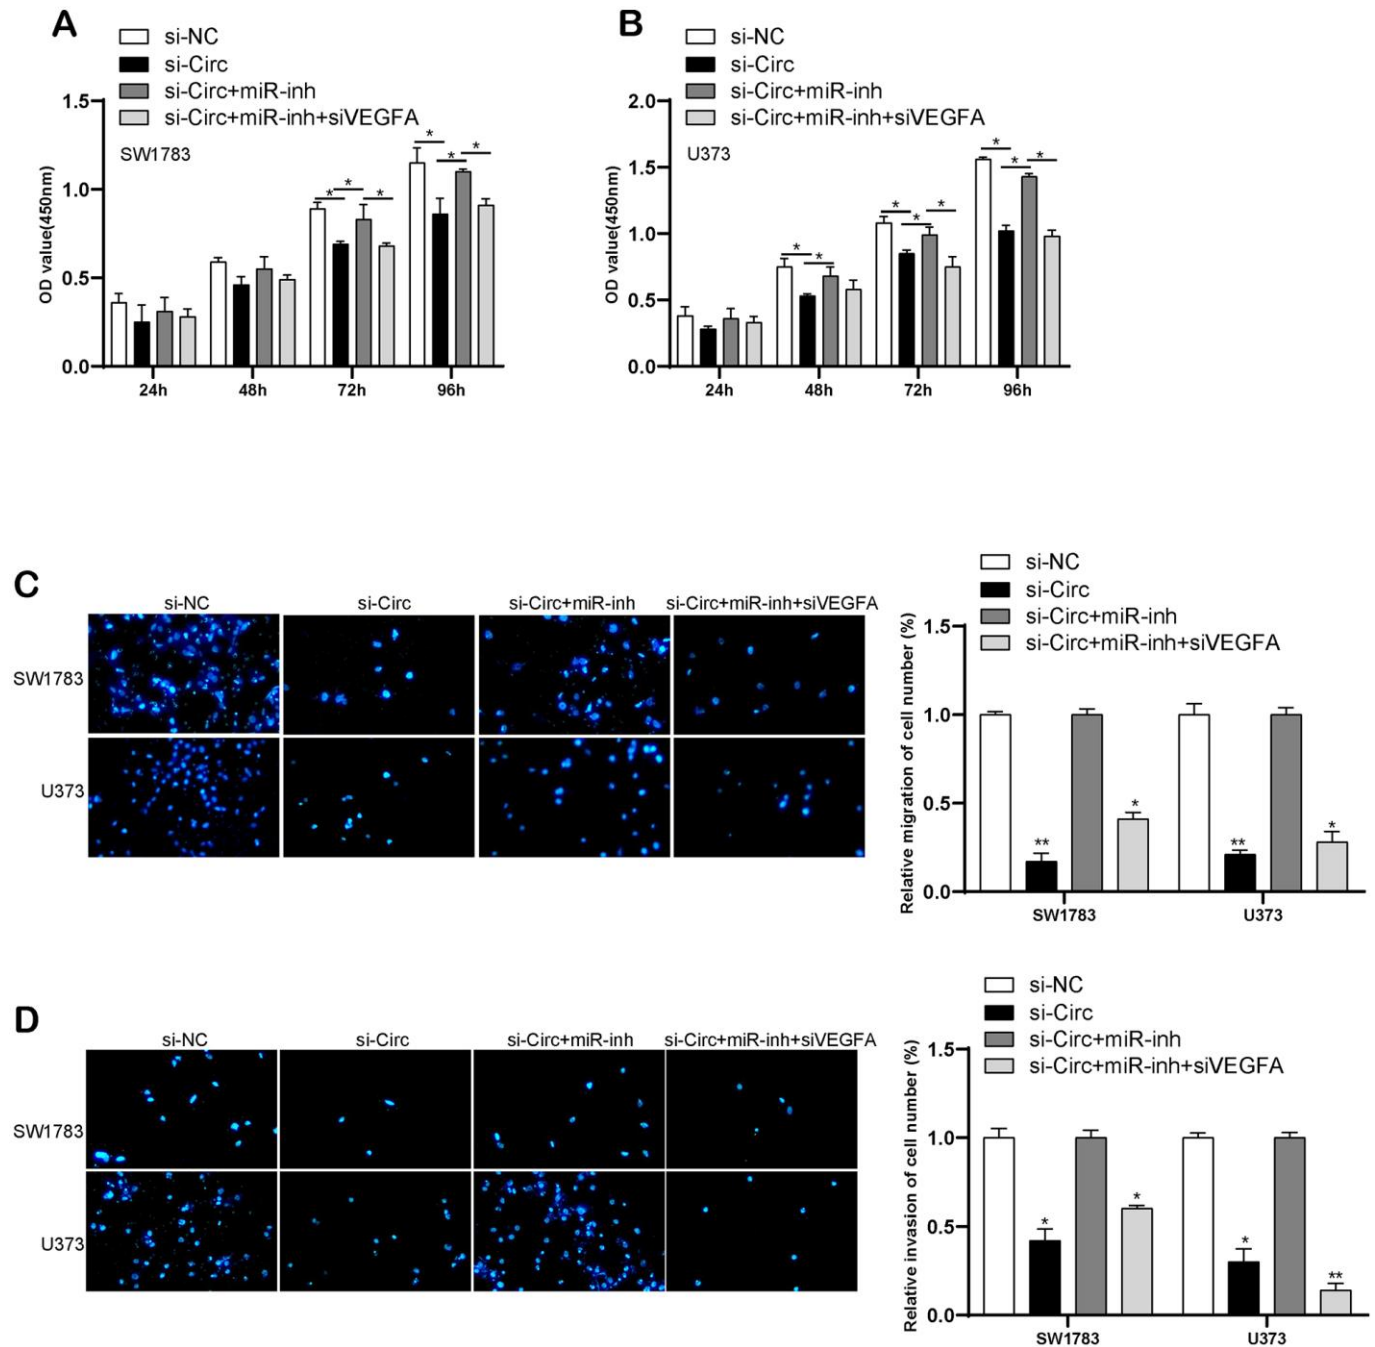 A
si-NC
si-Circ
si-Circ+miR-inh
si-Circ+miR-inh+siVEGFA
SW1783
OD value(450nm)
1.5
1.0
0.5
0.0
* * *
* * *
24h 48h 72h 96h
B
si-NC
si-Circ
si-Circ+miR-inh
si-Circ+miR-inh+siVEGFA
U373
OD value(450nm)
2.0
1.5
1.0
0.5
0.0
* *
* * *
* * *
24h 48h 72h 96h
C
si-NC si-Circ si-Circ+miR-inh si-Circ+miR-inh+siVEGFA
SW1783
U373
si-NC
si-Circ
si-Circ+miR-inh
si-Circ+miR-inh+siVEGFA
Relative migration of cell number (%)
1.5
1.0
0.5
0.0
** * ** *
SW1783 U373
D
si-NC si-Circ si-Circ+miR-inh si-Circ+miR-inh+siVEGFA
SW1783
U373
si-NC
si-Circ
si-Circ+miR-inh
si-Circ+miR-inh+siVEGFA
Relative invasion of cell number (%)
1.5
1.0
0.5
0.0
* * * **
SW1783 U373